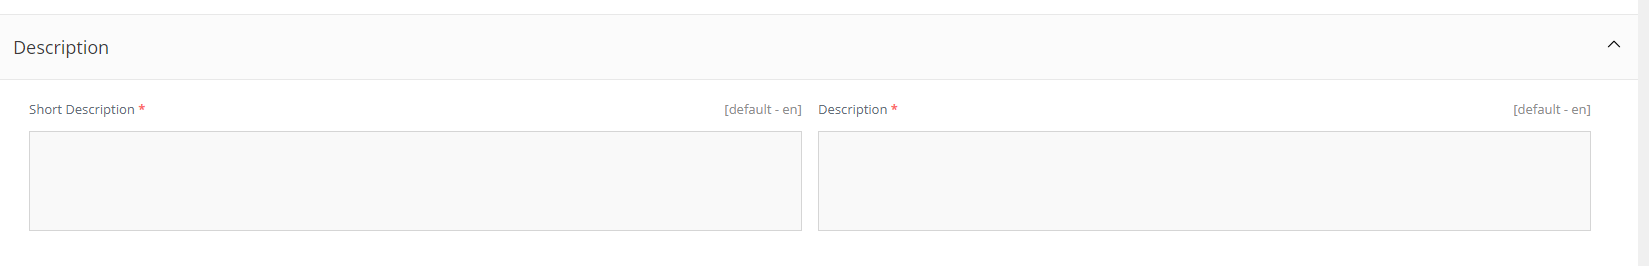 Description
Short Description * [default - en] Description * [default - en]